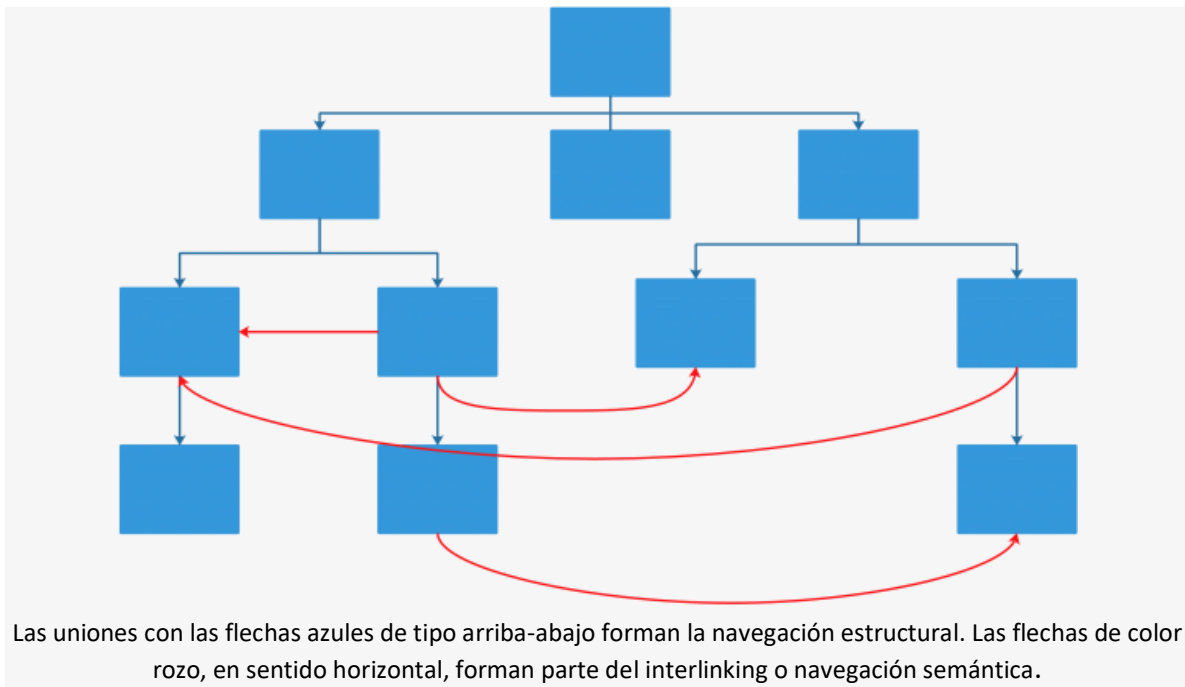 Las uniones con las flechas azules de tipo arriba-abajo forman la navegación estructural. Las flechas de color
rozo, en sentido horizontal, forman parte del interlinking o navegación semántica.